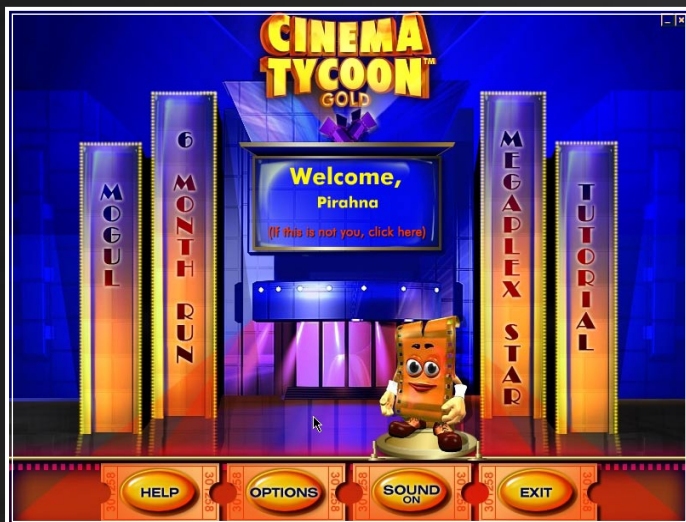 CINEMA
TYCOON™
GOLD
MOGUL
6 MONTH RUN
Welcome,
Pirahna
(If this is not you, click here)
MEGAPLEX STAR
TUTORIAL
HELP
OPTIONS
SOUND
ON
EXIT